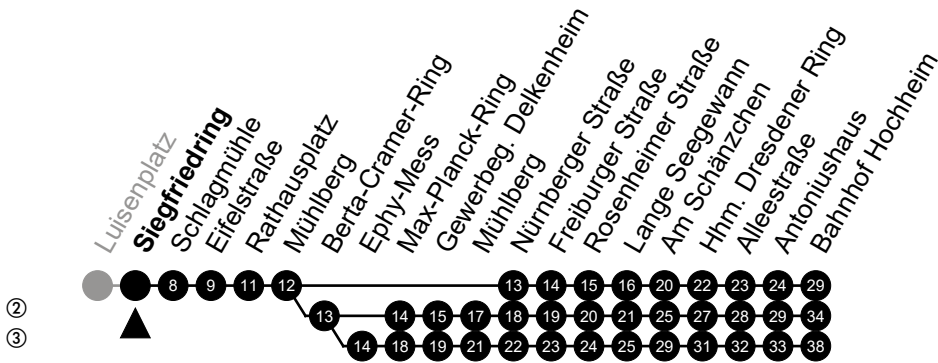 Luisenplatz
Siegfriedring
Schlagmühle
Eifelstraße
Rathausplatz
Mühlberg
Berta-Cramer-Ring
Ephy-Mess
Max-Planck-Ring
Gewerbeg. Delkenheim
Mühlberg
Nürnberger Straße
Freiburger Straße
Rosenheimer Straße
Lange Seegewann
Am Schänzchen
Hhm. Dresdener Ring
Alleestraße
Antoniushaus
Bahnhof Hochheim
8 9 11 12 13 14 15 16 20 22 23 24 29
② 13 14 15 17 18 19 20 21 25 27 28 29 34
③ 14 18 19 21 22 23 24 25 29 31 32 33 38